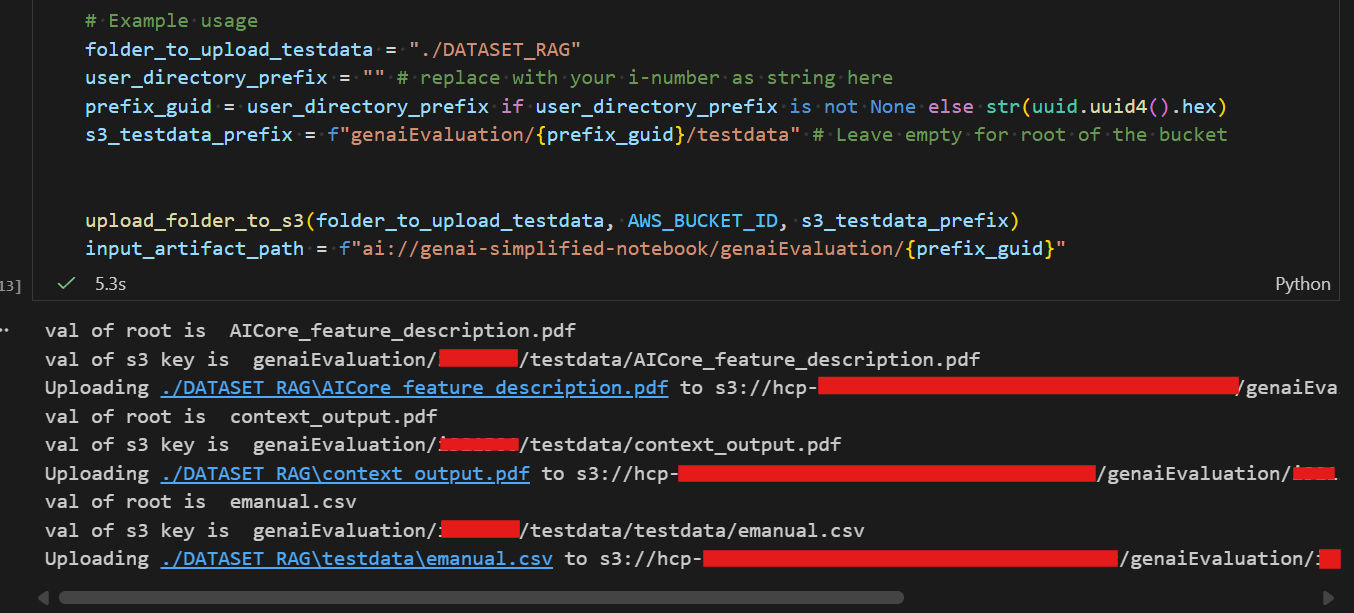 # Example usage
folder_to_upload_testdata = "./DATASET_RAG"
user_directory_prefix = "" # replace with your i-number as string here
prefix_guid = user_directory_prefix if user_directory_prefix is not None else str(uuid.uuid4().hex)
s3_testdata_prefix = f"genaiEvaluation/{prefix_guid}/testdata" # Leave empty for root of the bucket
upload_folder_to_s3(folder_to_upload_testdata, AWS_BUCKET_ID, s3_testdata_prefix)
input_artifact_path = f"ai://genai-simplified-notebook/genaiEvaluation/{prefix_guid}"
13] 5.3s Python
val of root is  AICore_feature_description.pdf
val of s3 key is  genaiEvaluation/ /testdata/AICore_feature_description.pdf
Uploading ./DATASET_RAG\AICore_feature_description.pdf to s3://hcp- /genaiEva
val of root is  context_output.pdf
val of s3 key is  genaiEvaluation/ /testdata/context_output.pdf
Uploading ./DATASET_RAG\context_output.pdf to s3://hcp- /genaiEvaluation/
val of root is  emanual.csv
val of s3 key is  genaiEvaluation/ /testdata/testdata/emanual.csv
Uploading ./DATASET_RAG\testdata\emanual.csv to s3://hcp- /genaiEvaluation/